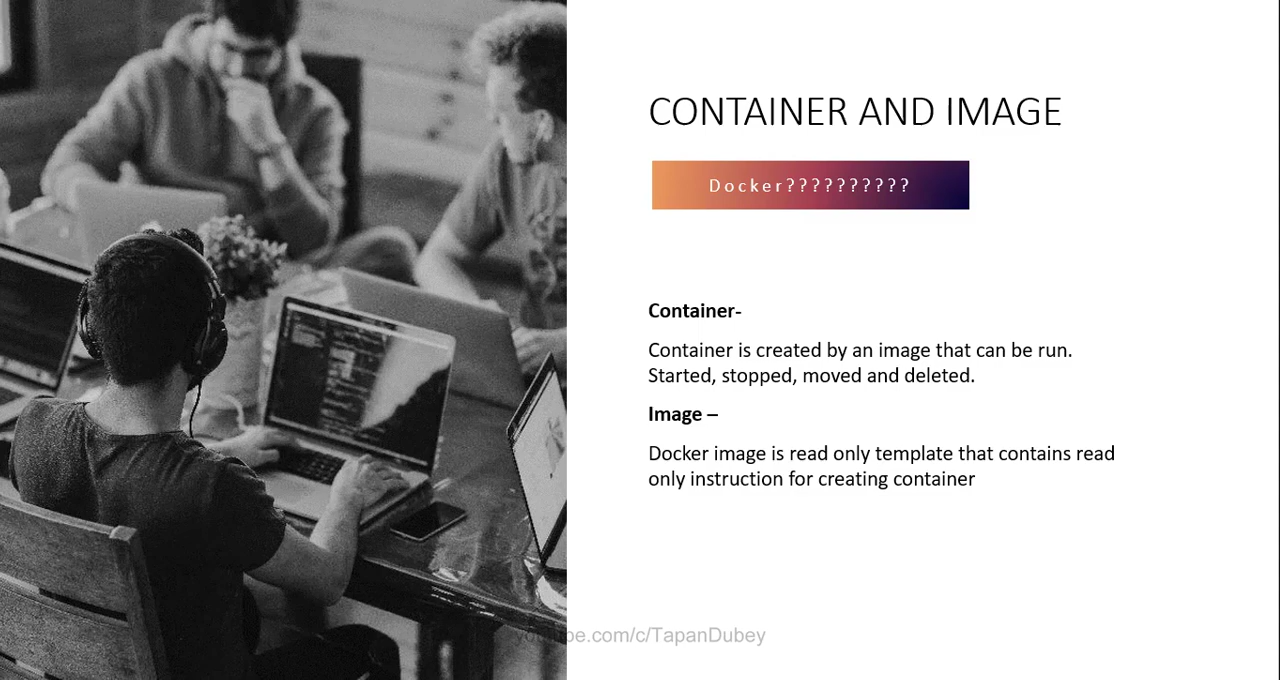 CONTAINER AND IMAGE
Docker??????????
Container-
Container is created by an image that can be run.
Started, stopped, moved and deleted.
Image –
Docker image is read only template that contains read
only instruction for creating container
youtube.com/c/TapanDubey